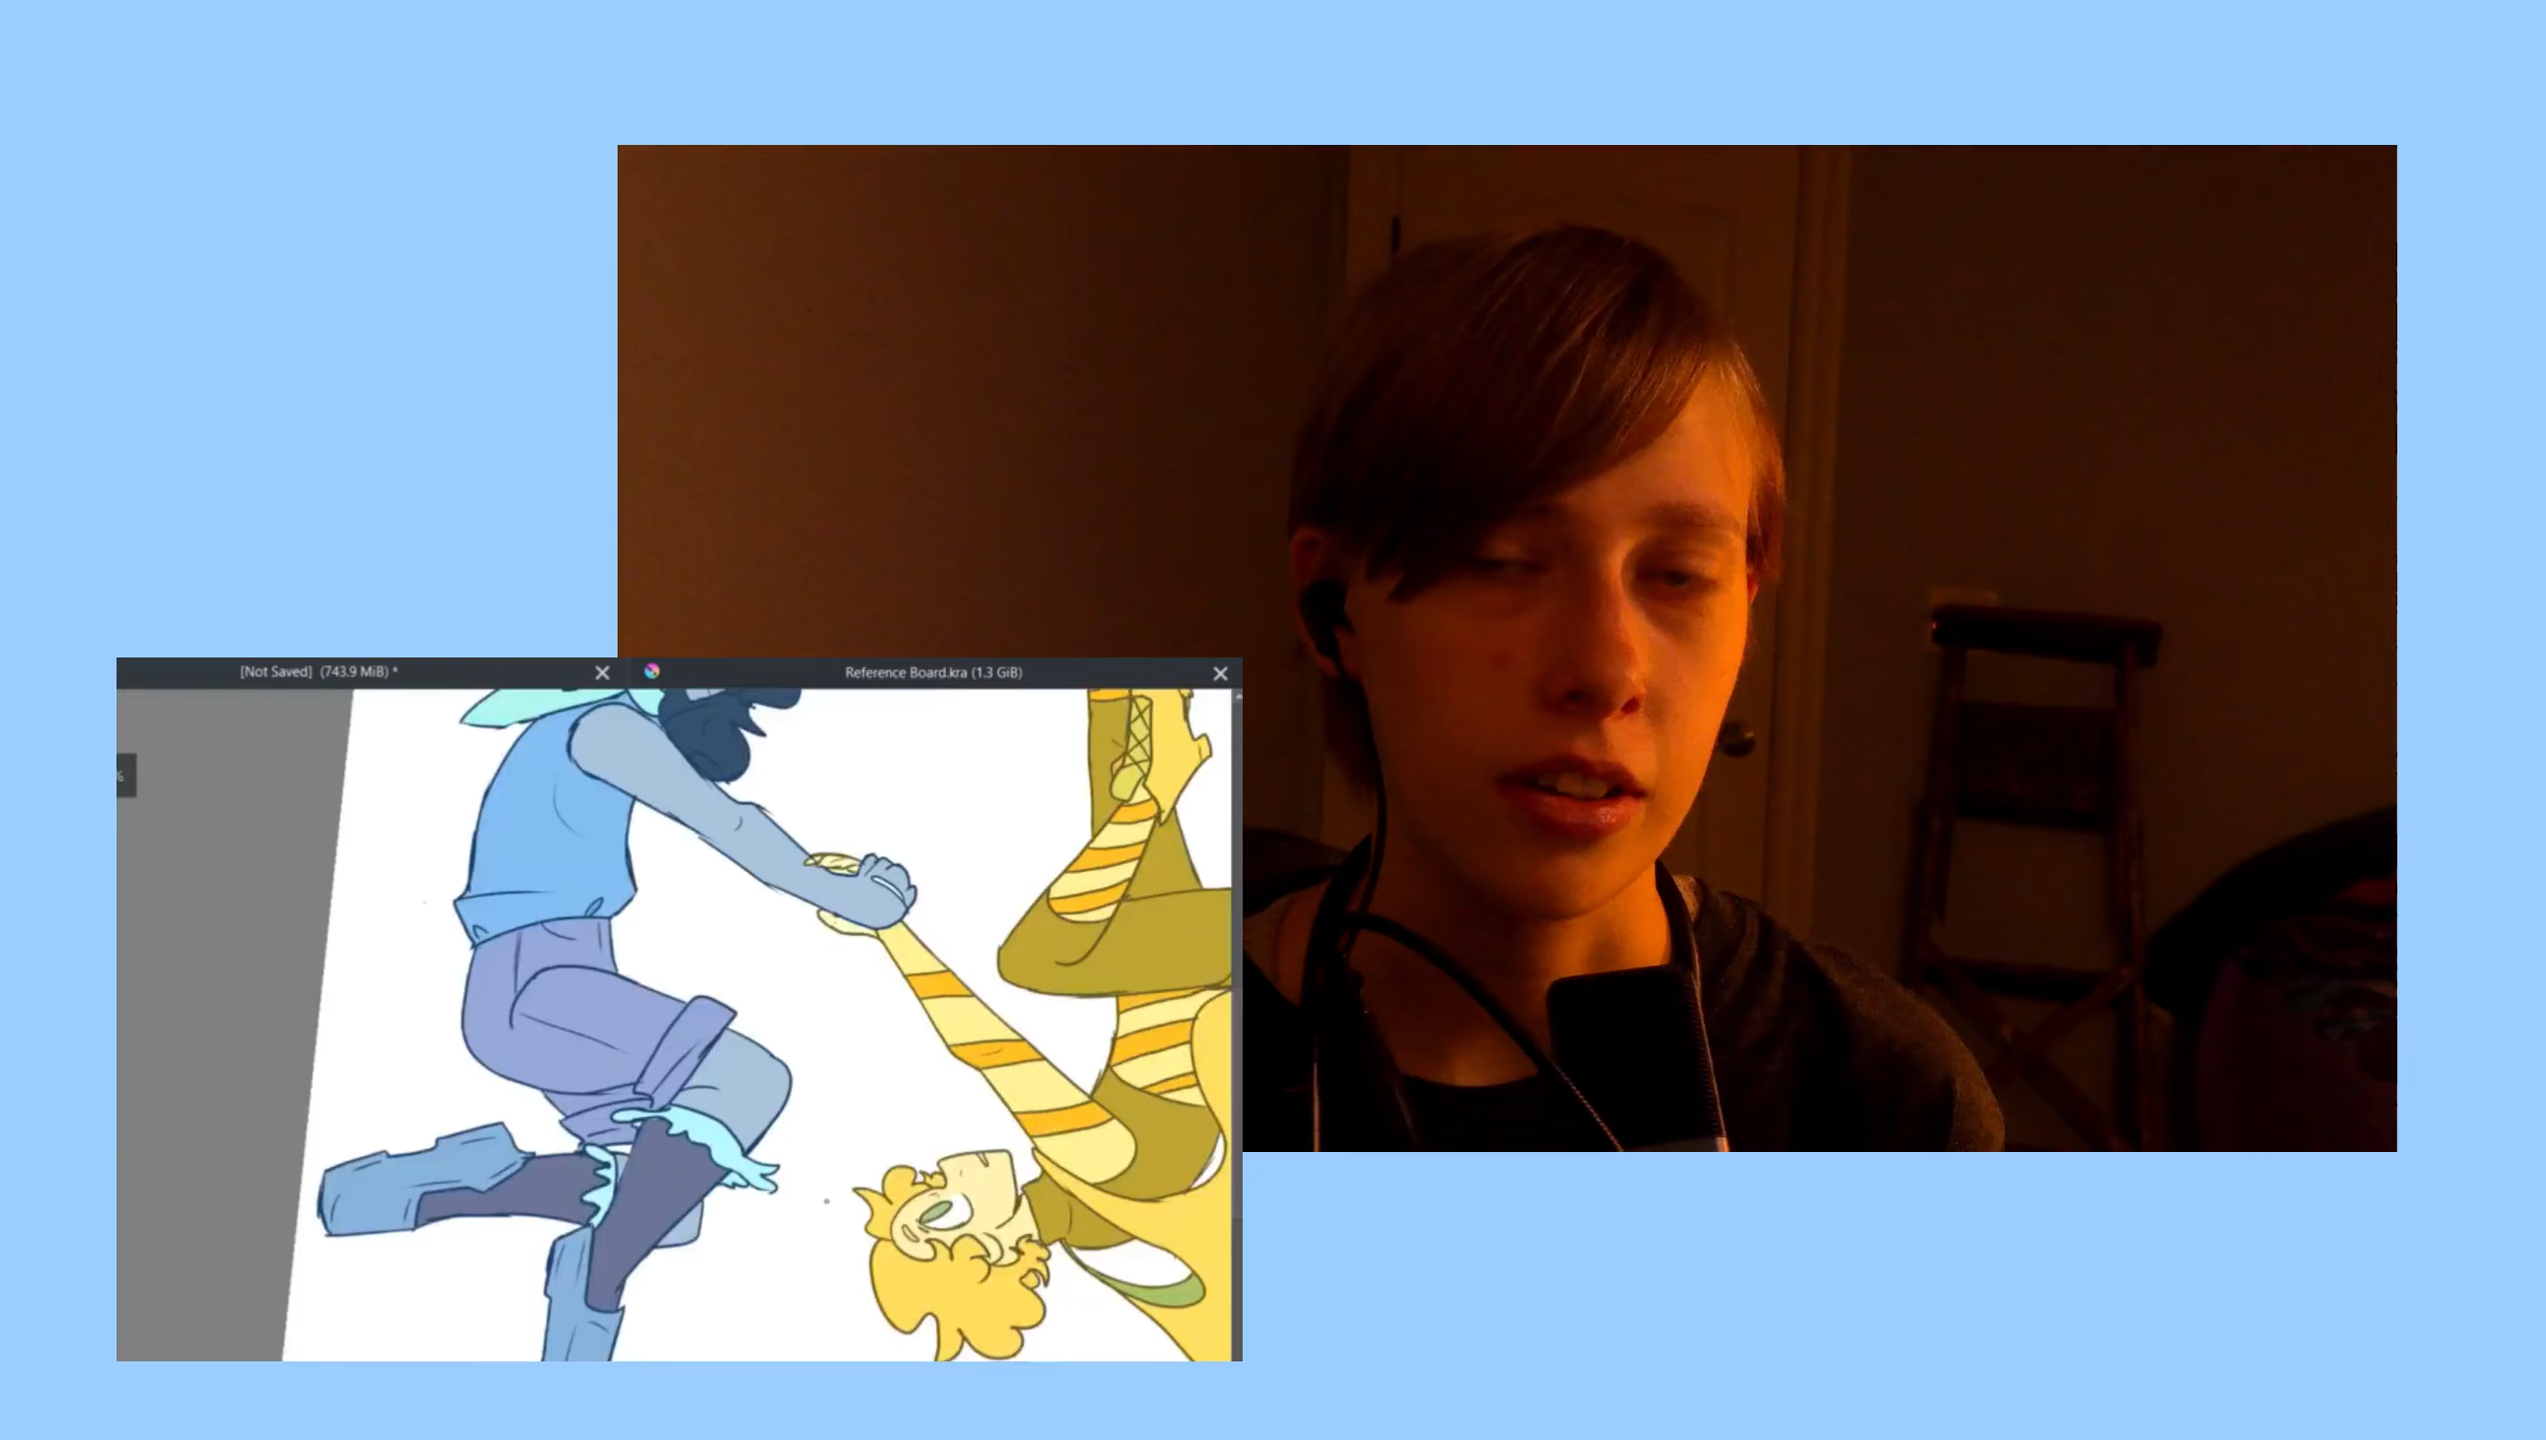 [Not Saved] (743.9 MiB) *
Reference Board.kra (1.3 GiB)
%